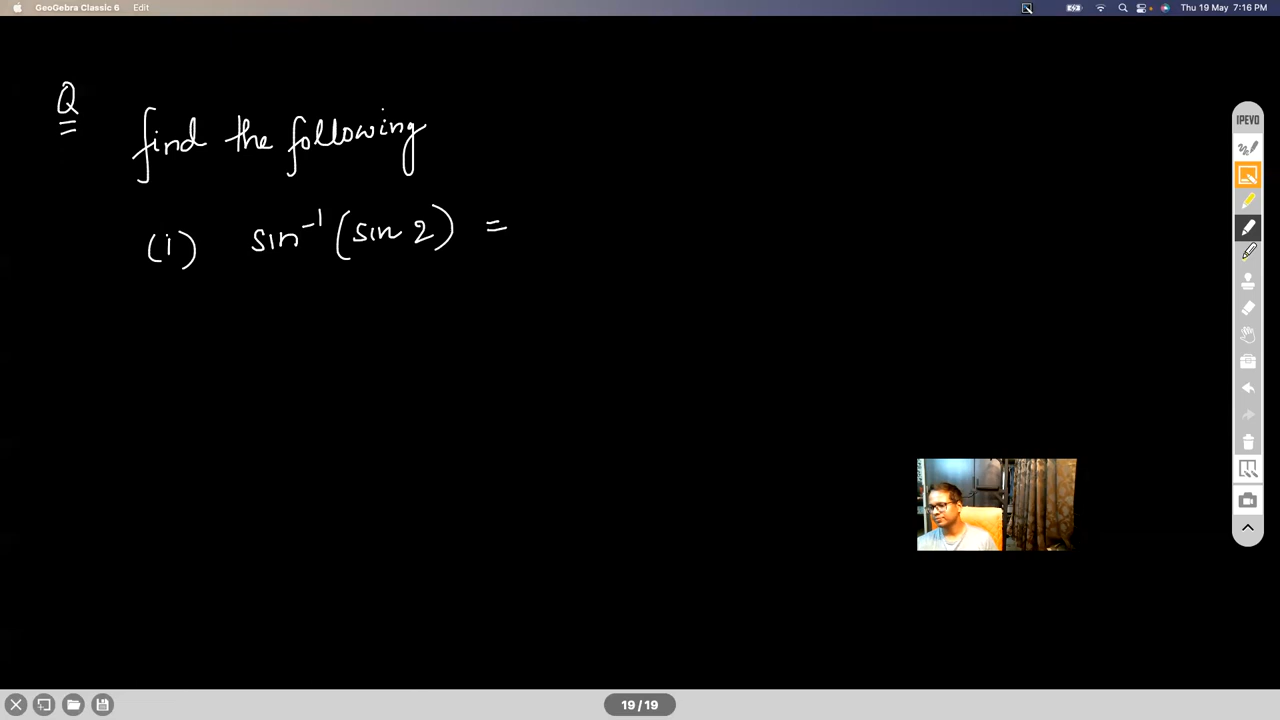 GeoGebra Classic 6 Edit Thu 19 May 7:16 PM
Q
find the following
IPEVO
(i) sin⁻¹ (sin 2) =
19 / 19